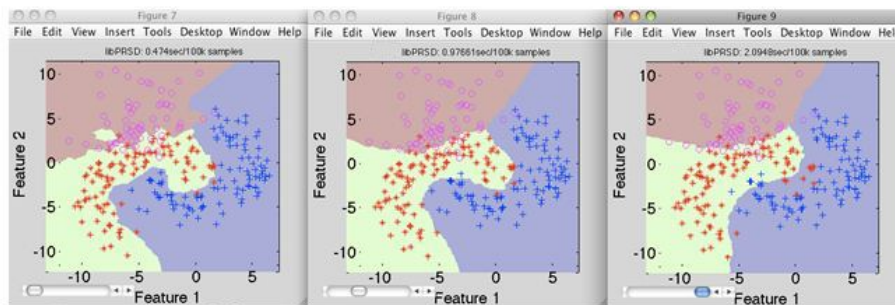 Figure 7
File Edit View Insert Tools Desktop Window Help
libPRSD: 0.474sec/100k samples
Feature 2
10
5
0
-5
-10
-10 -5 0 5
Feature 1
Figure 8
File Edit View Insert Tools Desktop Window Help
libPRSD: 0.97661sec/100k samples
Feature 2
10
5
0
-5
-10
-10 -5 0 5
Feature 1
Figure 9
File Edit View Insert Tools Desktop Window Help
libPRSD: 2.0948sec/100k samples
Feature 2
10
5
0
-5
-10
-10 -5 0 5
Feature 1